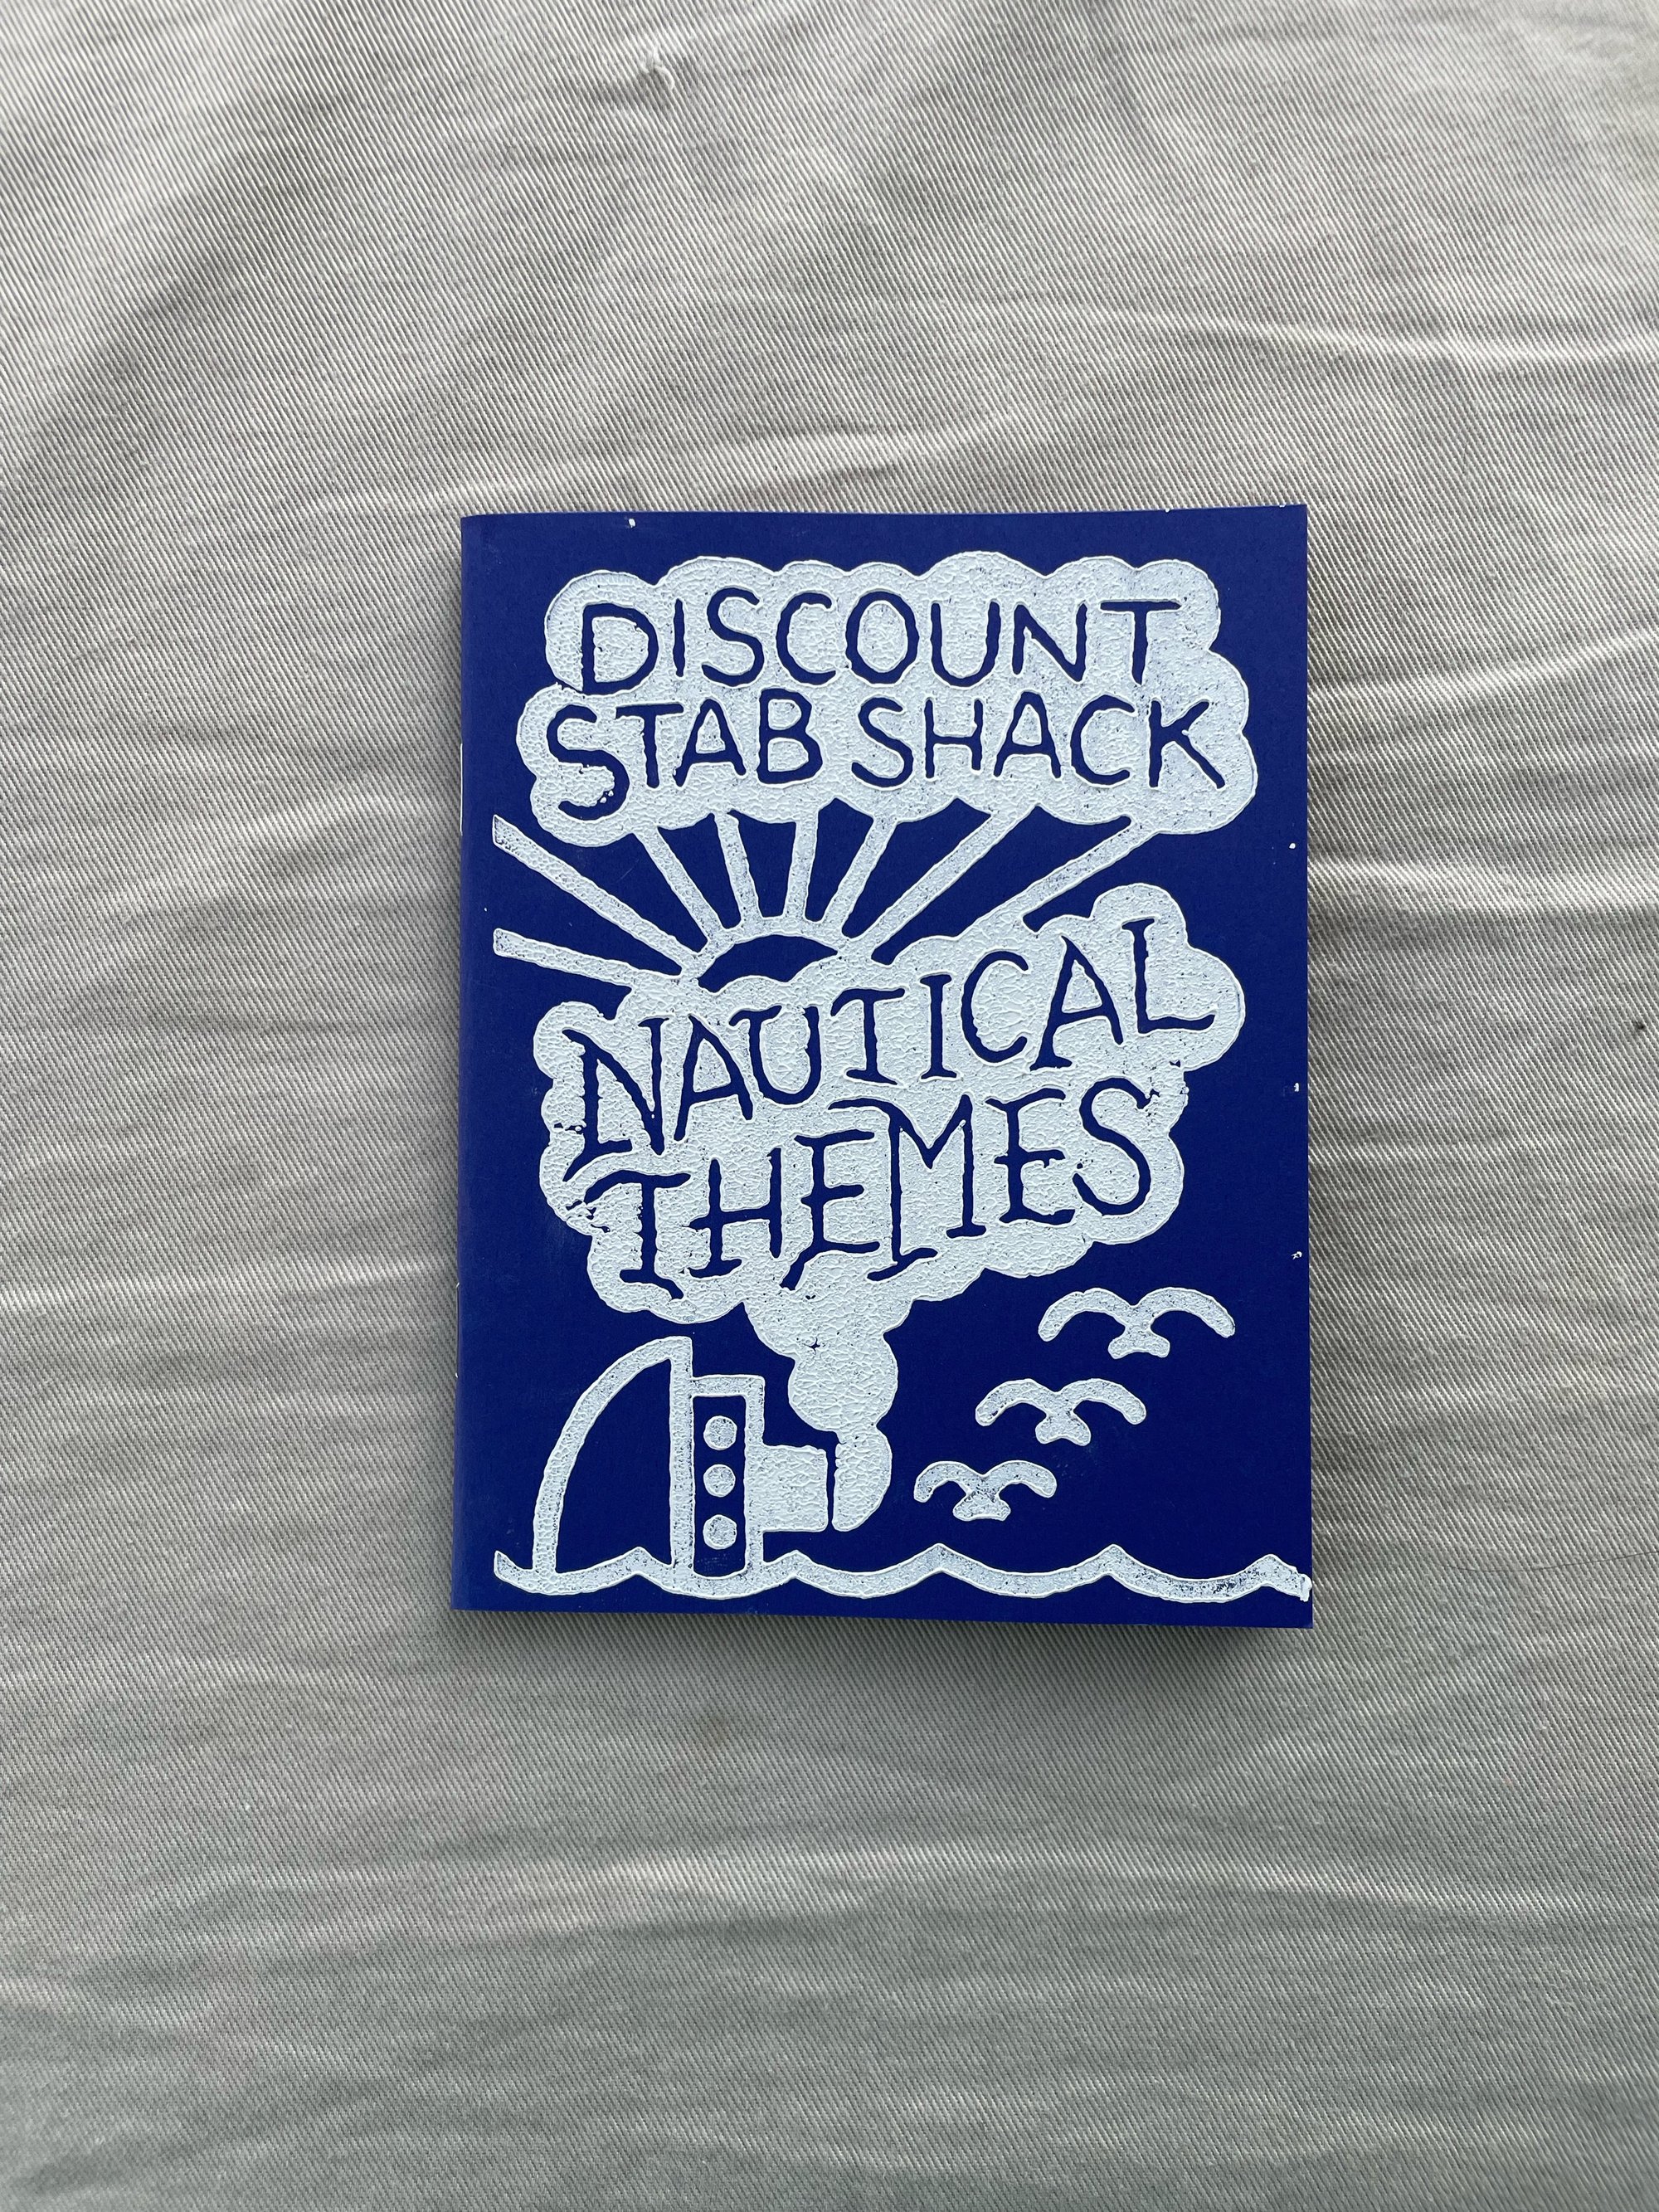 DISCOUNT
STAB SHACK
NAUTICAL
THEMES